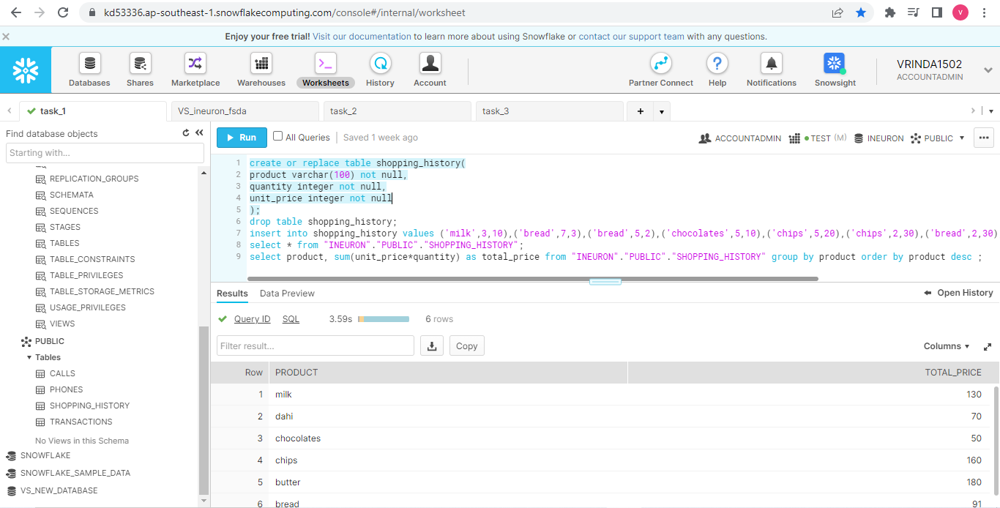 kd53336.ap-southeast-1.snowflakecomputing.com/console#/internal/worksheet
V
Enjoy your free trial! Visit our documentation to learn more about using Snowflake or contact our support team with any questions.
Databases Shares Marketplace Warehouses Worksheets History Account Partner Connect Help Notifications Snowsight
VRINDA1502
ACCOUNTADMIN
task_1 VS_ineuron_fsda task_2 task_3
Find database objects
Starting with...
REPLICATION_GROUPS
SCHEMATA
SEQUENCES
STAGES
TABLES
TABLE_CONSTRAINTS
TABLE_PRIVILEGES
TABLE_STORAGE_METRICS
USAGE_PRIVILEGES
VIEWS
PUBLIC
Tables
CALLS
PHONES
SHOPPING_HISTORY
TRANSACTIONS
No Views in this Schema
SNOWFLAKE
SNOWFLAKE_SAMPLE_DATA
VS_NEW_DATABASE
Run All Queries Saved 1 week ago ACCOUNTADMIN TEST (M) INEURON PUBLIC
1 create or replace table shopping_history(
2 product varchar(100) not null,
3 quantity integer not null,
4 unit_price integer not null
5 );
6 drop table shopping_history;
7 insert into shopping_history values ('milk',3,10),('bread',7,3),('bread',5,2),('chocolates',5,10),('chips',5,20),('chips',2,30),('bread',2,30)
8 select * from "INEURON"."PUBLIC"."SHOPPING_HISTORY";
9 select product, sum(unit_price*quantity) as total_price from "INEURON"."PUBLIC"."SHOPPING_HISTORY" group by product order by product desc ;
Results Data Preview Open History
Query ID SQL 3.59s 6 rows
Filter result... Copy Columns
Row PRODUCT TOTAL_PRICE
1 milk 130
2 dahi 70
3 chocolates 50
4 chips 160
5 butter 180
6 bread 91